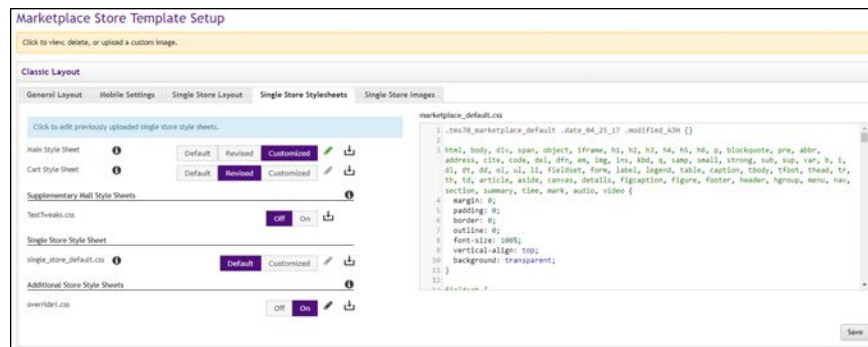 Marketplace Store Template Setup
Click to view, delete, or upload a custom image.
Classic Layout
General Layout Mobile Settings Single Store Layout Single Store Stylesheets Single Store Images
Click to edit previously uploaded single store style sheets.
Main Style Sheet Default Revised Customized
Cart Style Sheet Default Revised Customized
Supplementary Mall Style Sheets
TestTweaks.css Off On
Single Store Style Sheet
single_store_default.css Default Customized
Additional Store Style Sheets
override1.css Off On
marketplace_default.css
1 .tms70_marketplace_default .date_04_25_17 .modified_AJH {}
2
3 html, body, div, span, object, iframe, h1, h2, h3, h4, h5, h6, p, blockquote, pre, abbr,
address, cite, code, del, dfn, em, img, ins, kbd, q, samp, small, strong, sub, sup, var, b, i,
dl, dt, dd, ol, ul, li, fieldset, form, label, legend, table, caption, tbody, tfoot, thead, tr,
th, td, article, aside, canvas, details, figcaption, figure, footer, header, hgroup, menu, nav,
section, summary, time, mark, audio, video {
4 margin: 0;
5 padding: 0;
6 border: 0;
7 outline: 0;
8 font-size: 100%;
9 vertical-align: top;
10 background: transparent;
11 }
12
13 fieldset {
Save